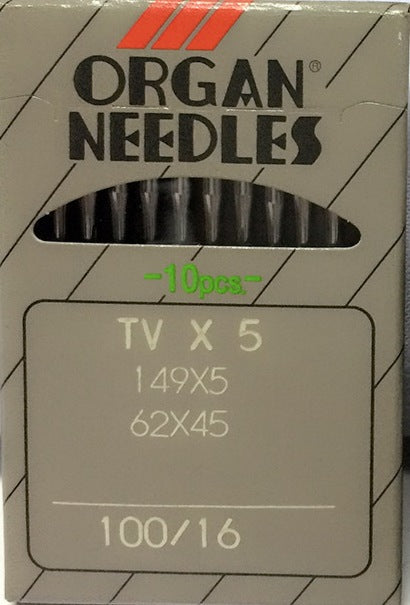 ORGAN®
NEEDLES
-10pcs.-
TV X 5
149X5
62X45
100/16